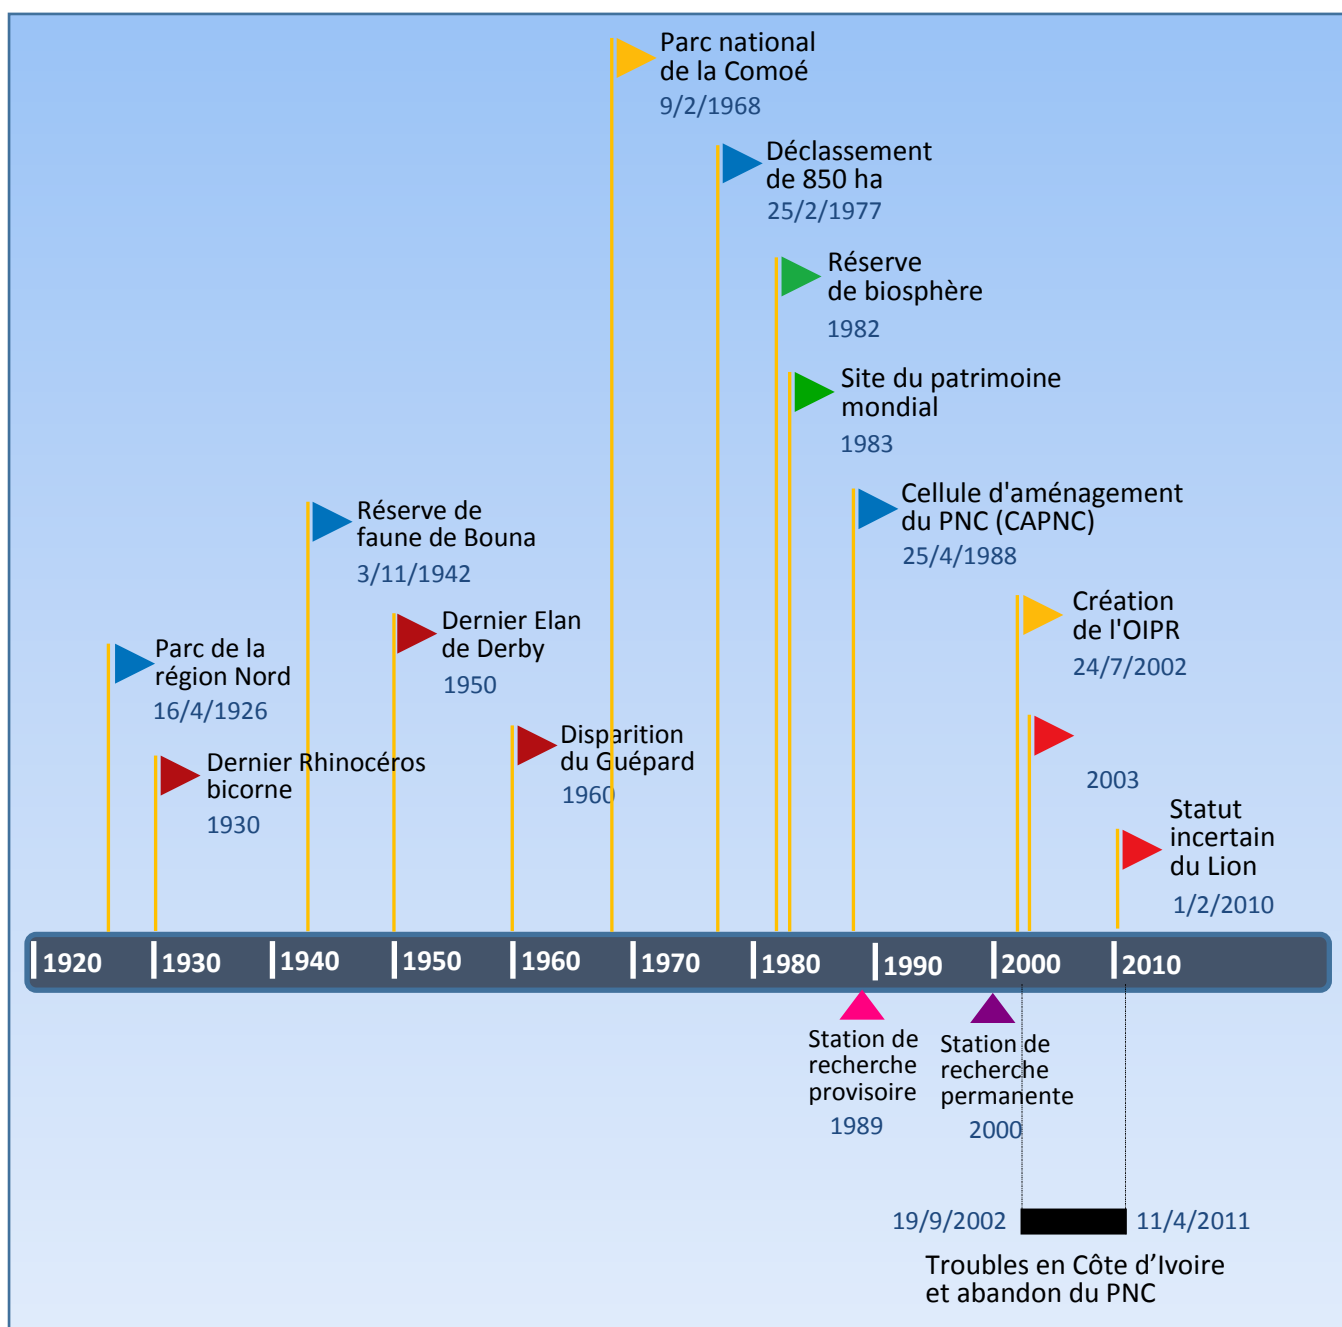 Parc national
de la Comoé
9/2/1968
Déclassement
de 850 ha
25/2/1977
Réserve
de biosphère
1982
Site du patrimoine
mondial
1983
Cellule d'aménagement
du PNC (CAPNC)
25/4/1988
Réserve de
faune de Bouna
3/11/1942
Création
de l'OIPR
24/7/2002
Dernier Elan
de Derby
1950
Parc de la
région Nord
16/4/1926
Disparition
du Guépard
1960
2003
Dernier Rhinocéros
bicorne
1930
Statut
incertain
du Lion
1/2/2010
1920 1930 1940 1950 1960 1970 1980 1990 2000 2010
Station de
recherche
provisoire
1989
Station de
recherche
permanente
2000
19/9/2002 11/4/2011
Troubles en Côte d’Ivoire
et abandon du PNC